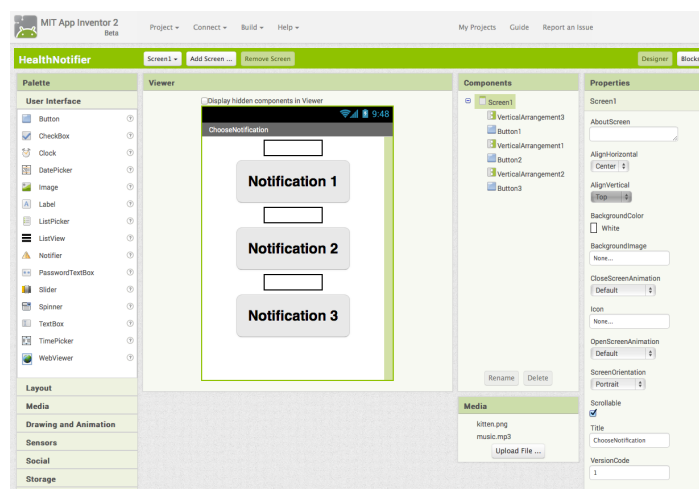 MIT App Inventor 2
Beta
Project Connect Build Help
My Projects Guide Report an Issue
HealthNotifier
Screen1 Add Screen ... Remove Screen
Designer Blocks
Palette
User Interface
Button
CheckBox
Clock
DatePicker
Image
Label
ListPicker
ListView
Notifier
PasswordTextBox
Slider
Spinner
TextBox
TimePicker
WebViewer
Layout
Media
Drawing and Animation
Sensors
Social
Storage
Viewer
Display hidden components in Viewer
9:48
ChooseNotification
Notification 1
Notification 2
Notification 3
Components
Screen1
VerticalArrangement3
Button1
VerticalArrangement1
Button2
VerticalArrangement2
Button3
Rename Delete
Media
kitten.png
music.mp3
Upload File ...
Properties
Screen1
AboutScreen
AlignHorizontal
Center
AlignVertical
Top
BackgroundColor
White
BackgroundImage
None...
CloseScreenAnimation
Default
Icon
None...
OpenScreenAnimation
Default
ScreenOrientation
Portrait
Scrollable
Title
ChooseNotification
VersionCode
1